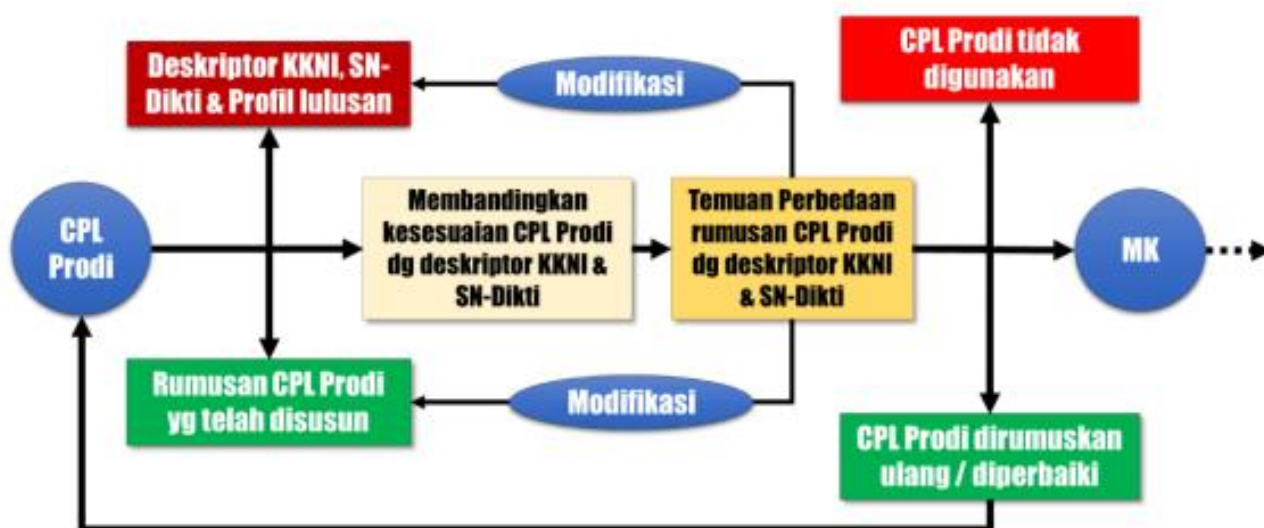 Deskriptor KKNI, SN-
Dikti & Profil lulusan
Modifikasi
CPL Prodi tidak
digunakan
CPL
Prodi
Membandingkan
kesesuaian CPL Prodi
dg deskriptor KKNI &
SN-Dikti
Temuan Perbedaan
rumusan CPL Prodi
dg deskriptor KKNI
& SN-Dikti
MK
Rumusan CPL Prodi
yg telah disusun
Modifikasi
CPL Prodi dirumuskan
ulang / diperbaiki